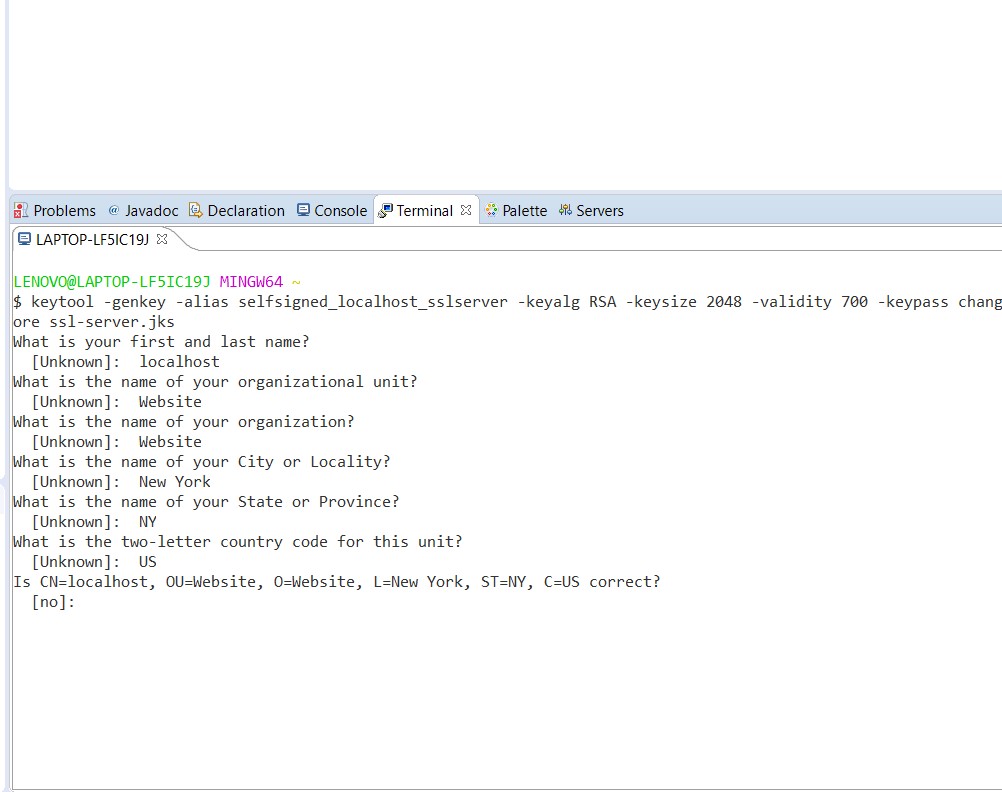 Problems @ Javadoc Declaration Console Terminal Palette Servers
LAPTOP-LF5IC19J
LENOVO@LAPTOP-LF5IC19J MINGW64 ~
$ keytool -genkey -alias selfsigned_localhost_sslserver -keyalg RSA -keysize 2048 -validity 700 -keypass chang
ore ssl-server.jks
What is your first and last name?
[Unknown]: localhost
What is the name of your organizational unit?
[Unknown]: Website
What is the name of your organization?
[Unknown]: Website
What is the name of your City or Locality?
[Unknown]: New York
What is the name of your State or Province?
[Unknown]: NY
What is the two-letter country code for this unit?
[Unknown]: US
Is CN=localhost, OU=Website, O=Website, L=New York, ST=NY, C=US correct?
[no]: